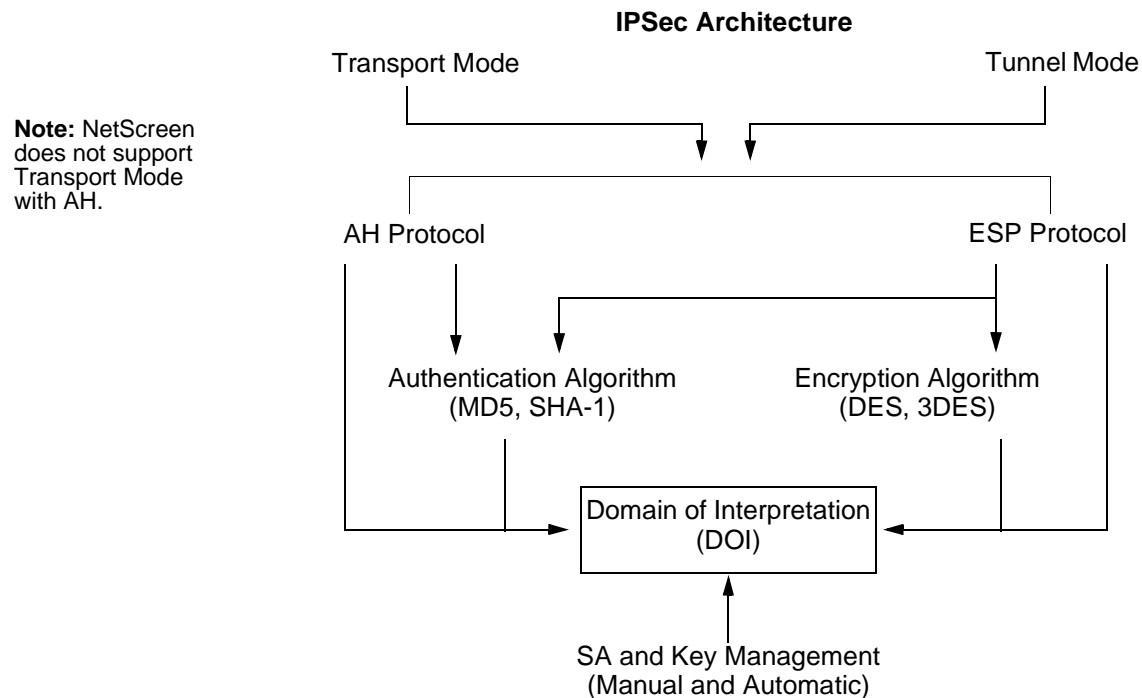 IPSec Architecture
Transport Mode
Tunnel Mode
Note: NetScreen
does not support
Transport Mode
with AH.
AH Protocol
ESP Protocol
Authentication Algorithm
(MD5, SHA-1)
Encryption Algorithm
(DES, 3DES)
Domain of Interpretation
(DOI)
SA and Key Management
(Manual and Automatic)